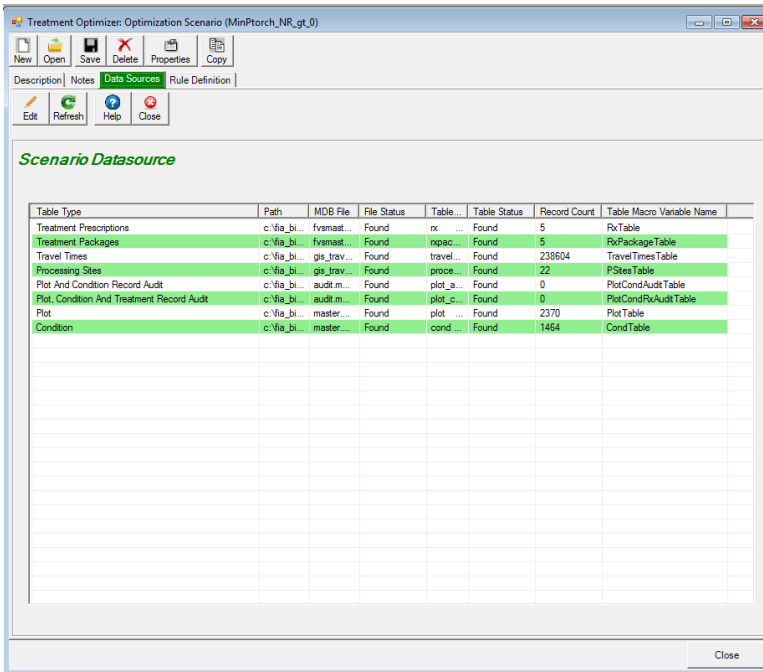 Treatment Optimizer: Optimization Scenario (MinPtorch_NR_gt_0)
New Open Save Delete Properties Copy
Description Notes Data Sources Rule Definition
Edit Refresh Help Close
Scenario Datasource
Table Type Path MDB File File Status Table... Table Status Record Count Table Macro Variable Name
Treatment Prescriptions c:\fia_bi... fvsmast... Found rx ... Found 5 RxTable
Treatment Packages c:\fia_bi... fvsmast... Found rxpac... Found 5 RxPackageTable
Travel Times c:\fia_bi... gis_trav... Found travel... Found 238604 TravelTimesTable
Processing Sites c:\fia_bi... gis_trav... Found proce... Found 22 PSitesTable
Plot And Condition Record Audit c:\fia_bi... audit.m... Found plot_a... Found 0 PlotCondAuditTable
Plot, Condition And Treatment Record Audit c:\fia_bi... audit.m... Found plot_c... Found 0 PlotCondRxAuditTable
Plot c:\fia_bi... master.... Found plot ... Found 2370 PlotTable
Condition c:\fia_bi... master.... Found cond ... Found 1464 CondTable
Close